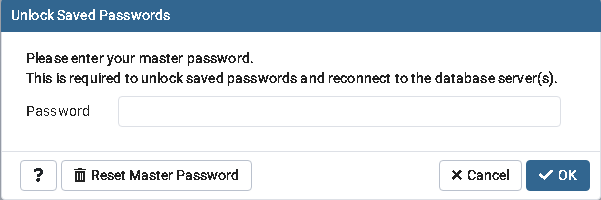 Unlock Saved Passwords
Please enter your master password.
This is required to unlock saved passwords and reconnect to the database server(s).
Password
? Reset Master Password Cancel OK